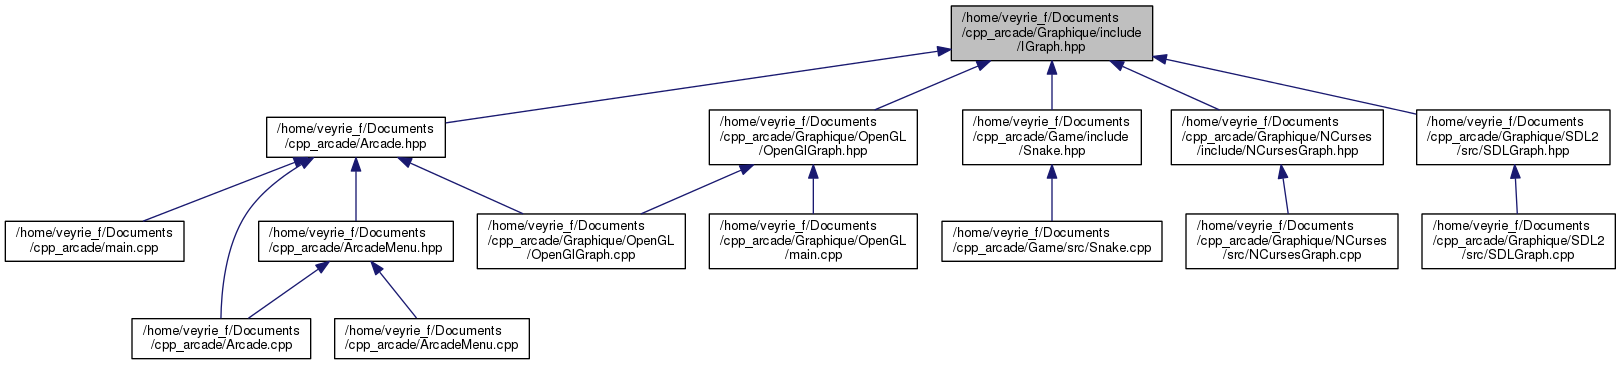 /home/veyrie_f/Documents
/cpp_arcade/Graphique/include
/IGraph.hpp
/home/veyrie_f/Documents
/cpp_arcade/Arcade.hpp
/home/veyrie_f/Documents
/cpp_arcade/Graphique/OpenGL
/OpenGlGraph.hpp
/home/veyrie_f/Documents
/cpp_arcade/Game/include
/Snake.hpp
/home/veyrie_f/Documents
/cpp_arcade/Graphique/NCurses
/include/NCursesGraph.hpp
/home/veyrie_f/Documents
/cpp_arcade/Graphique/SDL2
/src/SDLGraph.hpp
/home/veyrie_f/Documents
/cpp_arcade/main.cpp
/home/veyrie_f/Documents
/cpp_arcade/ArcadeMenu.hpp
/home/veyrie_f/Documents
/cpp_arcade/Graphique/OpenGL
/OpenGlGraph.cpp
/home/veyrie_f/Documents
/cpp_arcade/Graphique/OpenGL
/main.cpp
/home/veyrie_f/Documents
/cpp_arcade/Game/src/Snake.cpp
/home/veyrie_f/Documents
/cpp_arcade/Graphique/NCurses
/src/NCursesGraph.cpp
/home/veyrie_f/Documents
/cpp_arcade/Graphique/SDL2
/src/SDLGraph.cpp
/home/veyrie_f/Documents
/cpp_arcade/Arcade.cpp
/home/veyrie_f/Documents
/cpp_arcade/ArcadeMenu.cpp